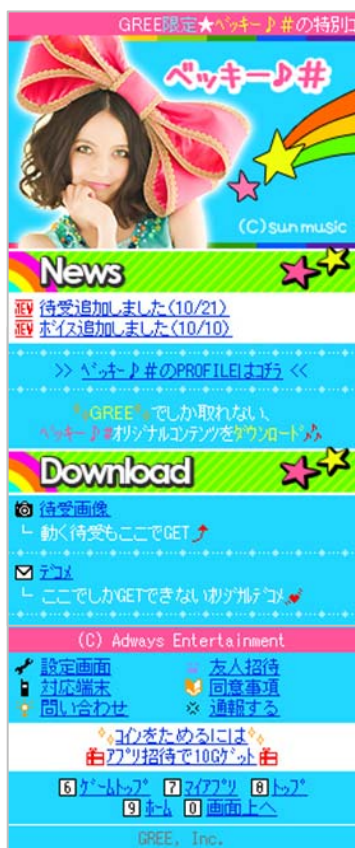 GREE限定★ベッキー♪#の特別コ
ベッキー♪#
(C)sunmusic
News
NEW 待受追加しました(10/21)
NEW ボイス追加しました(10/10)
>> ベッキー♪#のPROFILEはコチラ <<
GREEでしか取れない、
ベッキー♪#オリジナルコンテンツをダウンロード
Download
待受画像
└ 動く待受もここでGET
デコメ
└ ここでしかGETできないオリジナルデコメ
(C) Adways Entertainment
設定画面 友人招待
対応端末 同意事項
問い合わせ 通報する
コインをためるには
アプリ招待で10Gゲット
6 ゲームトップ 7 マイアプリ 8 トップ
9 ホーム 0 画面上へ
GREE, Inc.